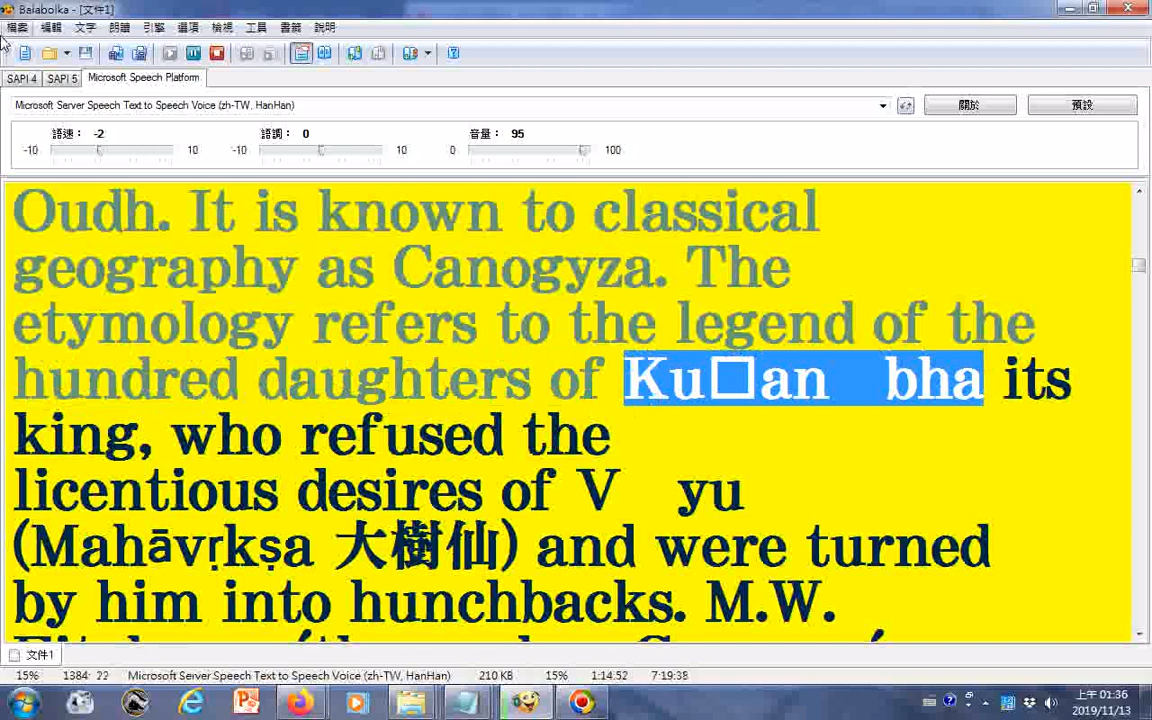 Balabolka - [文件1]
檔案 編輯 文字 朗讀 引擎 選項 檢視 工具 書籤 說明
SAPI 4 SAPI 5 Microsoft Speech Platform
Microsoft Server Speech Text to Speech Voice (zh-TW, HanHan) 關於 預設
語速： -2 語調： 0 音量： 95
-10 10 -10 10 0 100
Oudh. It is known to classical
geography as Canogyza. The
etymology refers to the legend of the
hundred daughters of Ku□an bha its
king, who refused the
licentious desires of V yu
(Mahāvṛkṣa 大樹仙) and were turned
by him into hunchbacks. M.W.
文件1
15% 1384: 22 Microsoft Server Speech Text to Speech Voice (zh-TW, HanHan) 210 KB 15% 1:14:52 7:19:38
上午 01:36
2019/11/13